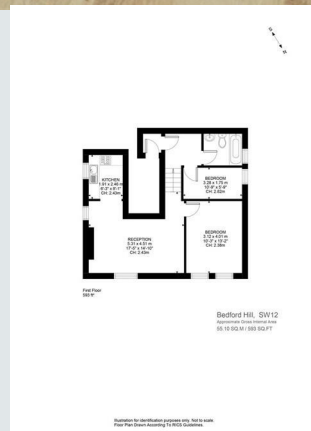 KITCHEN
1.91 x 2.46 m
6'-3" x 8'-1"
CH: 2.43m
BEDROOM
3.28 x 1.75 m
10'-9" x 5'-9"
CH: 2.62m
RECEPTION
5.31 x 4.51 m
17'-5" x 14'-10"
CH: 2.43m
BEDROOM
3.12 x 4.01 m
10'-3" x 13'-2"
CH: 2.38m
First Floor
593 ft²
Bedford Hill, SW12
Approximate Gross Internal Area
55.10 SQ.M / 593 SQ.FT
Illustration for identification purposes only. Not to scale.
Floor Plan Drawn According To RICS Guidelines.